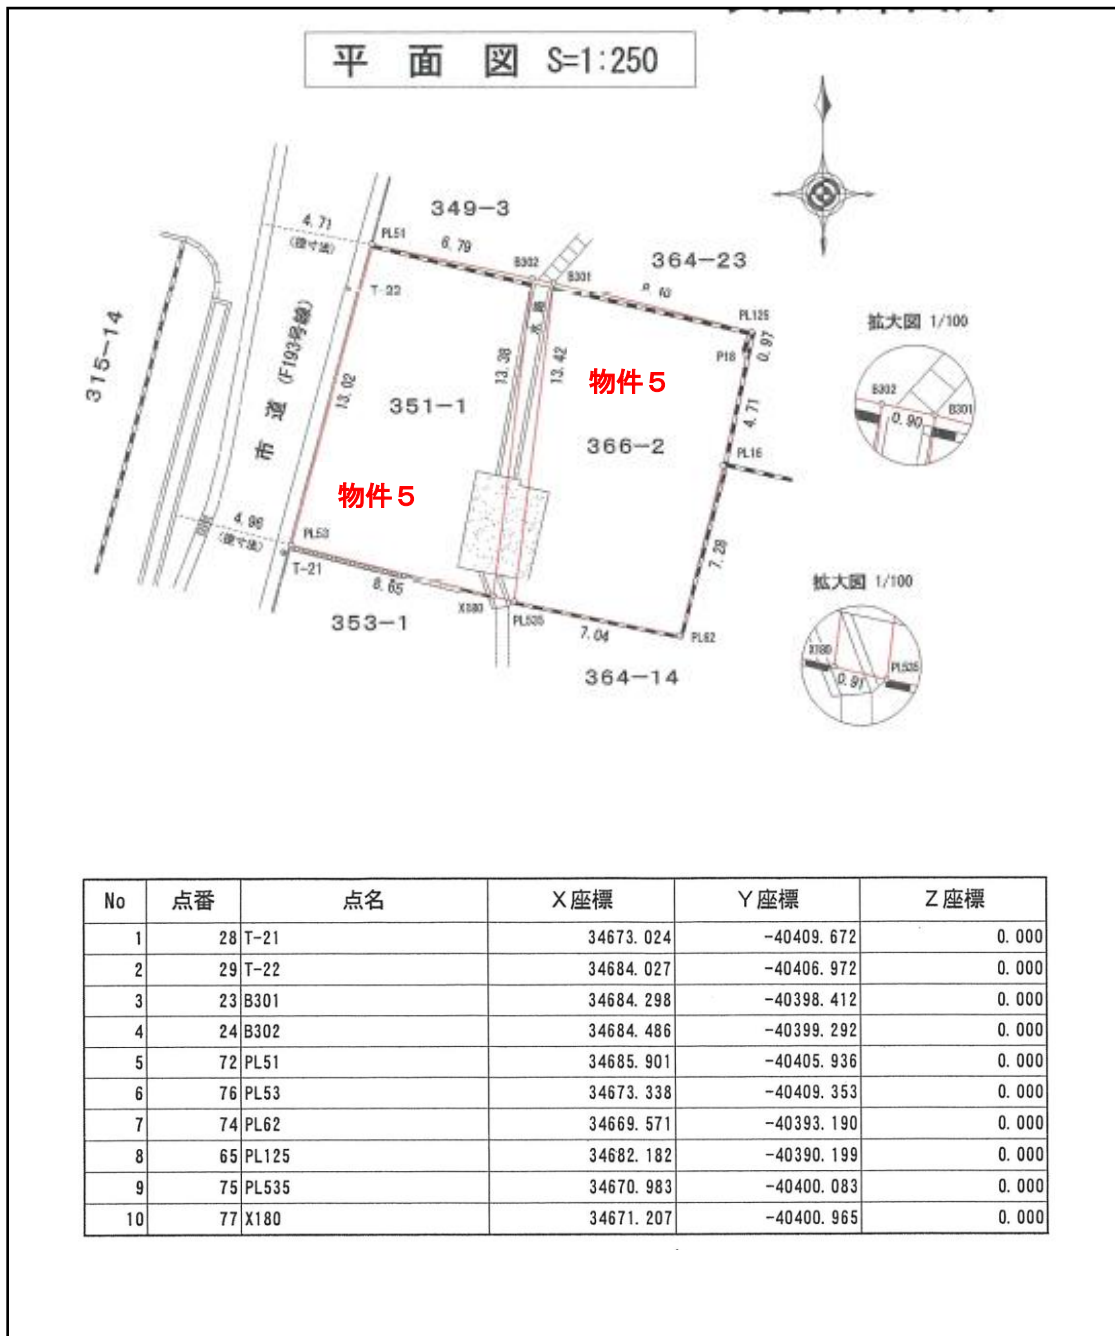 平面図 S=1:250
349-3
4.71
(控寸法)
PL51
6.79
B302
B301
364-23
T-22
PL125
0.97
P18
拡大図 1/100
B302
B301
0.90
315-14
市道 (F193号線)
13.02
13.38
水路
13.42
物件5
351-1
366-2
4.71
PL16
物件5
4.96
PL53
T-21
8.65
7.28
353-1
X180
PL535
7.04
PL62
364-14
拡大図 1/100
X180
PL535
0.91
No 点番 点名 X座標 Y座標 Z座標
1 28 T-21 34673.024 -40409.672 0.000
2 29 T-22 34684.027 -40406.972 0.000
3 23 B301 34684.298 -40398.412 0.000
4 24 B302 34684.486 -40399.292 0.000
5 72 PL51 34685.901 -40405.936 0.000
6 76 PL53 34673.338 -40409.353 0.000
7 74 PL62 34669.571 -40393.190 0.000
8 65 PL125 34682.182 -40390.199 0.000
9 75 PL535 34670.983 -40400.083 0.000
10 77 X180 34671.207 -40400.965 0.000